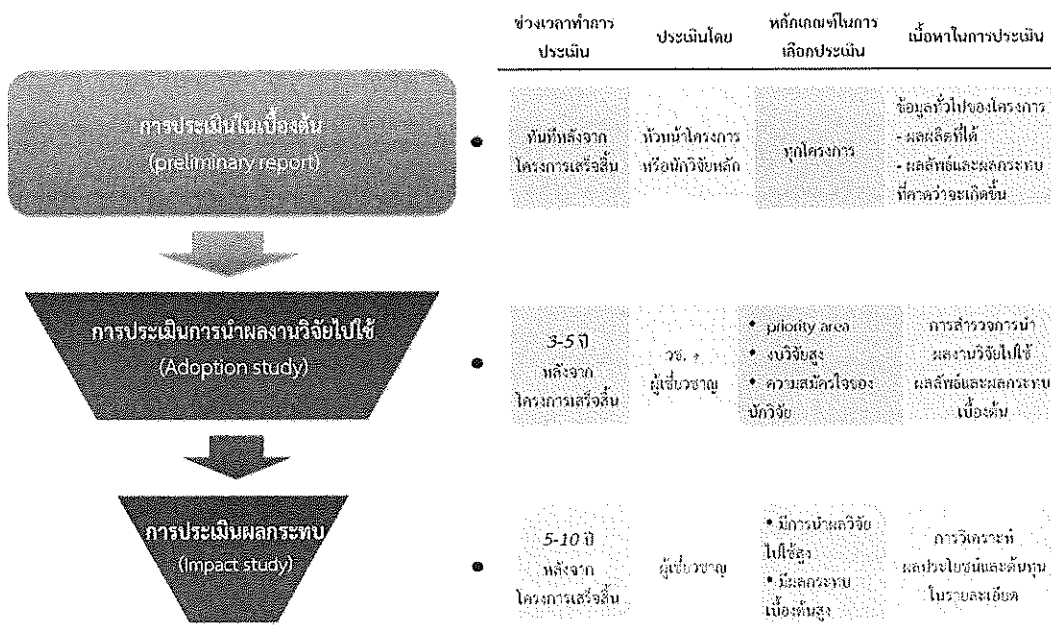 ช่วงเวลาทำการ
ประเมิน
ประเมินโดย
หลักเกณฑ์ในการ
เลือกประเมิน
เนื้อหาในการประเมิน
การประเมินในเบื้องต้น
(preliminary report)
ทันทีหลังจาก
โครงการเสร็จสิ้น
หัวหน้าโครงการ
หรือนักวิจัยหลัก
ทุกโครงการ
ข้อมูลทั่วไปของโครงการ
- ผลผลิตที่ได้
- ผลลัพธ์และผลกระทบ
ที่คาดว่าจะเกิดขึ้น
การประเมินการนำผลงานวิจัยไปใช้
(Adoption study)
3-5 ปี
หลังจาก
โครงการเสร็จสิ้น
วช. +
ผู้เชี่ยวชาญ
• priority area
• งบวิจัยสูง
• ความสมัครใจของ
นักวิจัย
การสำรวจการนำ
ผลงานวิจัยไปใช้
ผลลัพธ์และผลกระทบ
เบื้องต้น
การประเมินผลกระทบ
(Impact study)
5-10 ปี
หลังจาก
โครงการเสร็จสิ้น
ผู้เชี่ยวชาญ
• มีการนำผลวิจัย
ไปใช้สูง
• มีผลกระทบ
เบื้องต้นสูง
การวิเคราะห์
ผลประโยชน์และต้นทุน
ในรายละเอียด